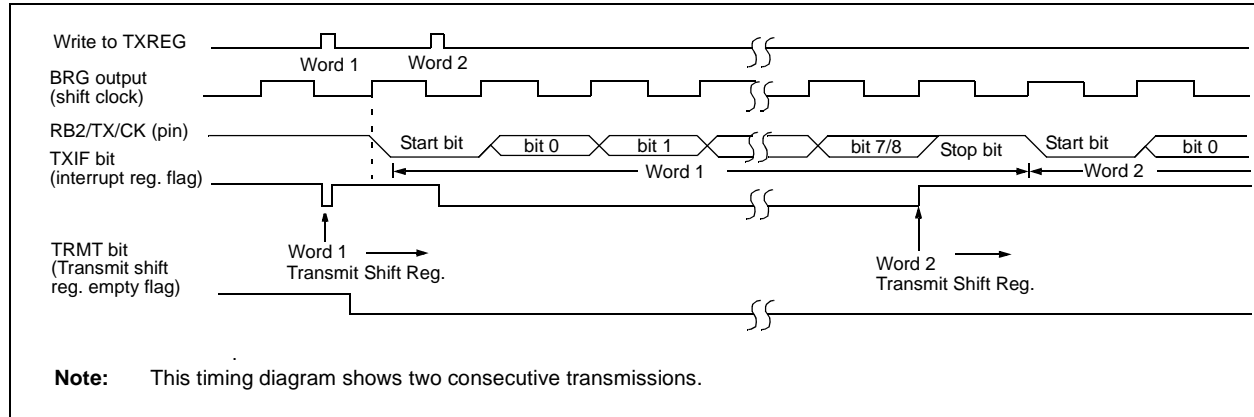 Write to TXREG
Word 1
Word 2
BRG output
(shift clock)
RB2/TX/CK (pin)
Start bit
bit 0
bit 1
bit 7/8
Stop bit
Start bit
bit 0
TXIF bit
(interrupt reg. flag)
Word 1
Word 2
TRMT bit
(Transmit shift
reg. empty flag)
Word 1
Transmit Shift Reg.
Word 2
Transmit Shift Reg.
Note: This timing diagram shows two consecutive transmissions.